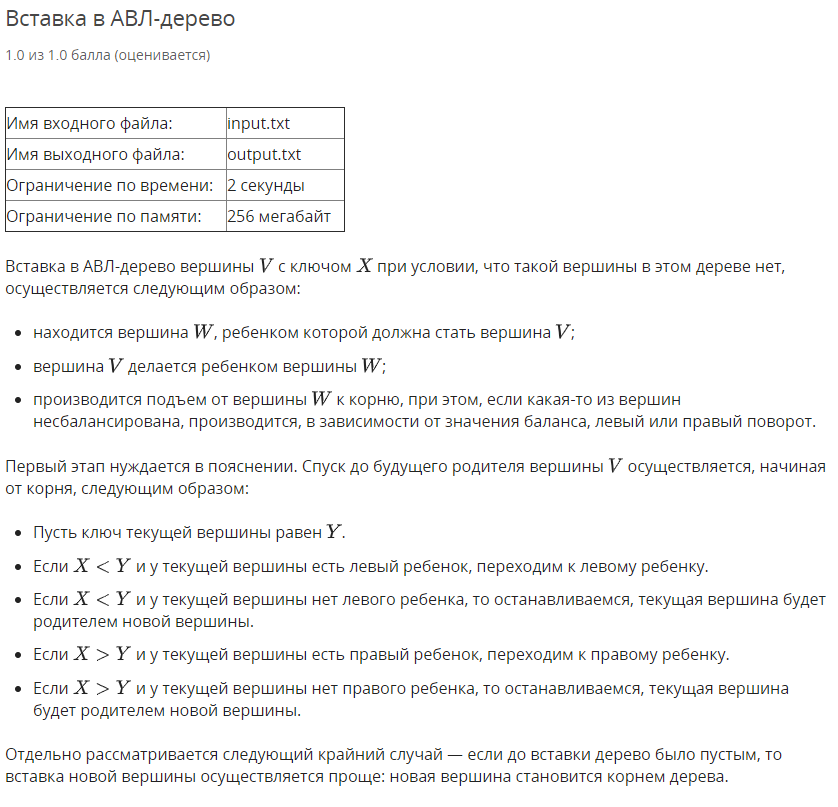 Вставка в АВЛ-дерево
1.0 из 1.0 балла (оценивается)
Имя входного файла: input.txt
Имя выходного файла: output.txt
Ограничение по времени: 2 секунды
Ограничение по памяти: 256 мегабайт
Вставка в АВЛ-дерево вершины V с ключом X при условии, что такой вершины в этом дереве нет,
осуществляется следующим образом:
• находится вершина W, ребенком которой должна стать вершина V;
• вершина V делается ребенком вершины W;
• производится подъем от вершины W к корню, при этом, если какая-то из вершин
несбалансирована, производится, в зависимости от значения баланса, левый или правый поворот.
Первый этап нуждается в пояснении. Спуск до будущего родителя вершины V осуществляется, начиная
от корня, следующим образом:
• Пусть ключ текущей вершины равен Y.
• Если X < Y и у текущей вершины есть левый ребенок, переходим к левому ребенку.
• Если X < Y и у текущей вершины нет левого ребенка, то останавливаемся, текущая вершина будет
родителем новой вершины.
• Если X > Y и у текущей вершины есть правый ребенок, переходим к правому ребенку.
• Если X > Y и у текущей вершины нет правого ребенка, то останавливаемся, текущая вершина
будет родителем новой вершины.
Отдельно рассматривается следующий крайний случай — если до вставки дерево было пустым, то
вставка новой вершины осуществляется проще: новая вершина становится корнем дерева.